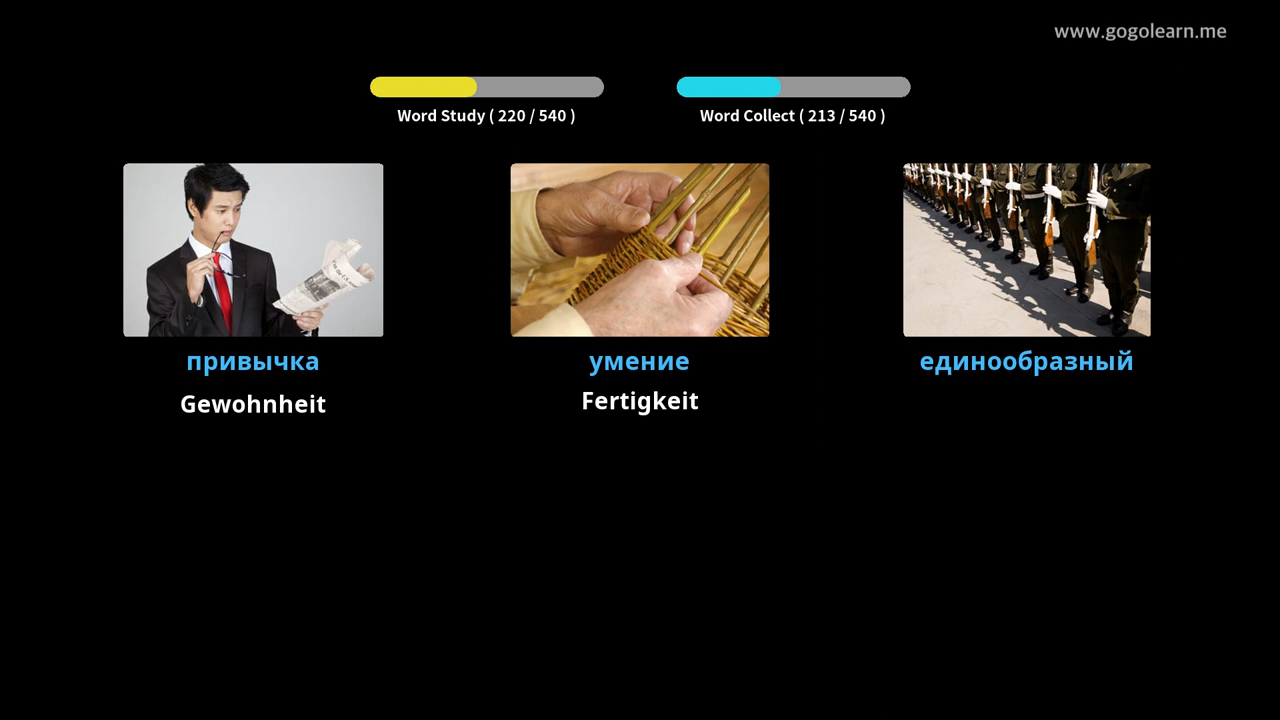 www.gogolearn.me
Word Study ( 220 / 540 )
Word Collect ( 213 / 540 )
привычка
умение
единообразный
Gewohnheit
Fertigkeit